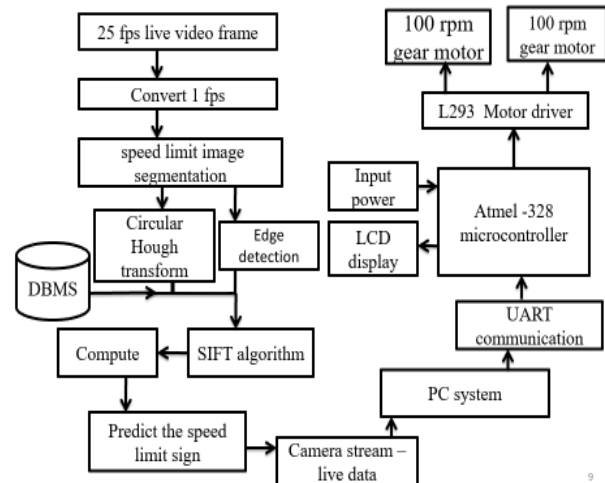 25 fps live video frame
Convert 1 fps
speed limit image
segmentation
Circular
Hough
transform
Edge
detection
DBMS
SIFT algorithm
Compute
Predict the speed
limit sign
Camera stream –
live data
PC system
UART
communication
Atmel -328
microcontroller
Input
power
LCD
display
L293  Motor driver
100 rpm
gear motor
100 rpm
gear motor
9